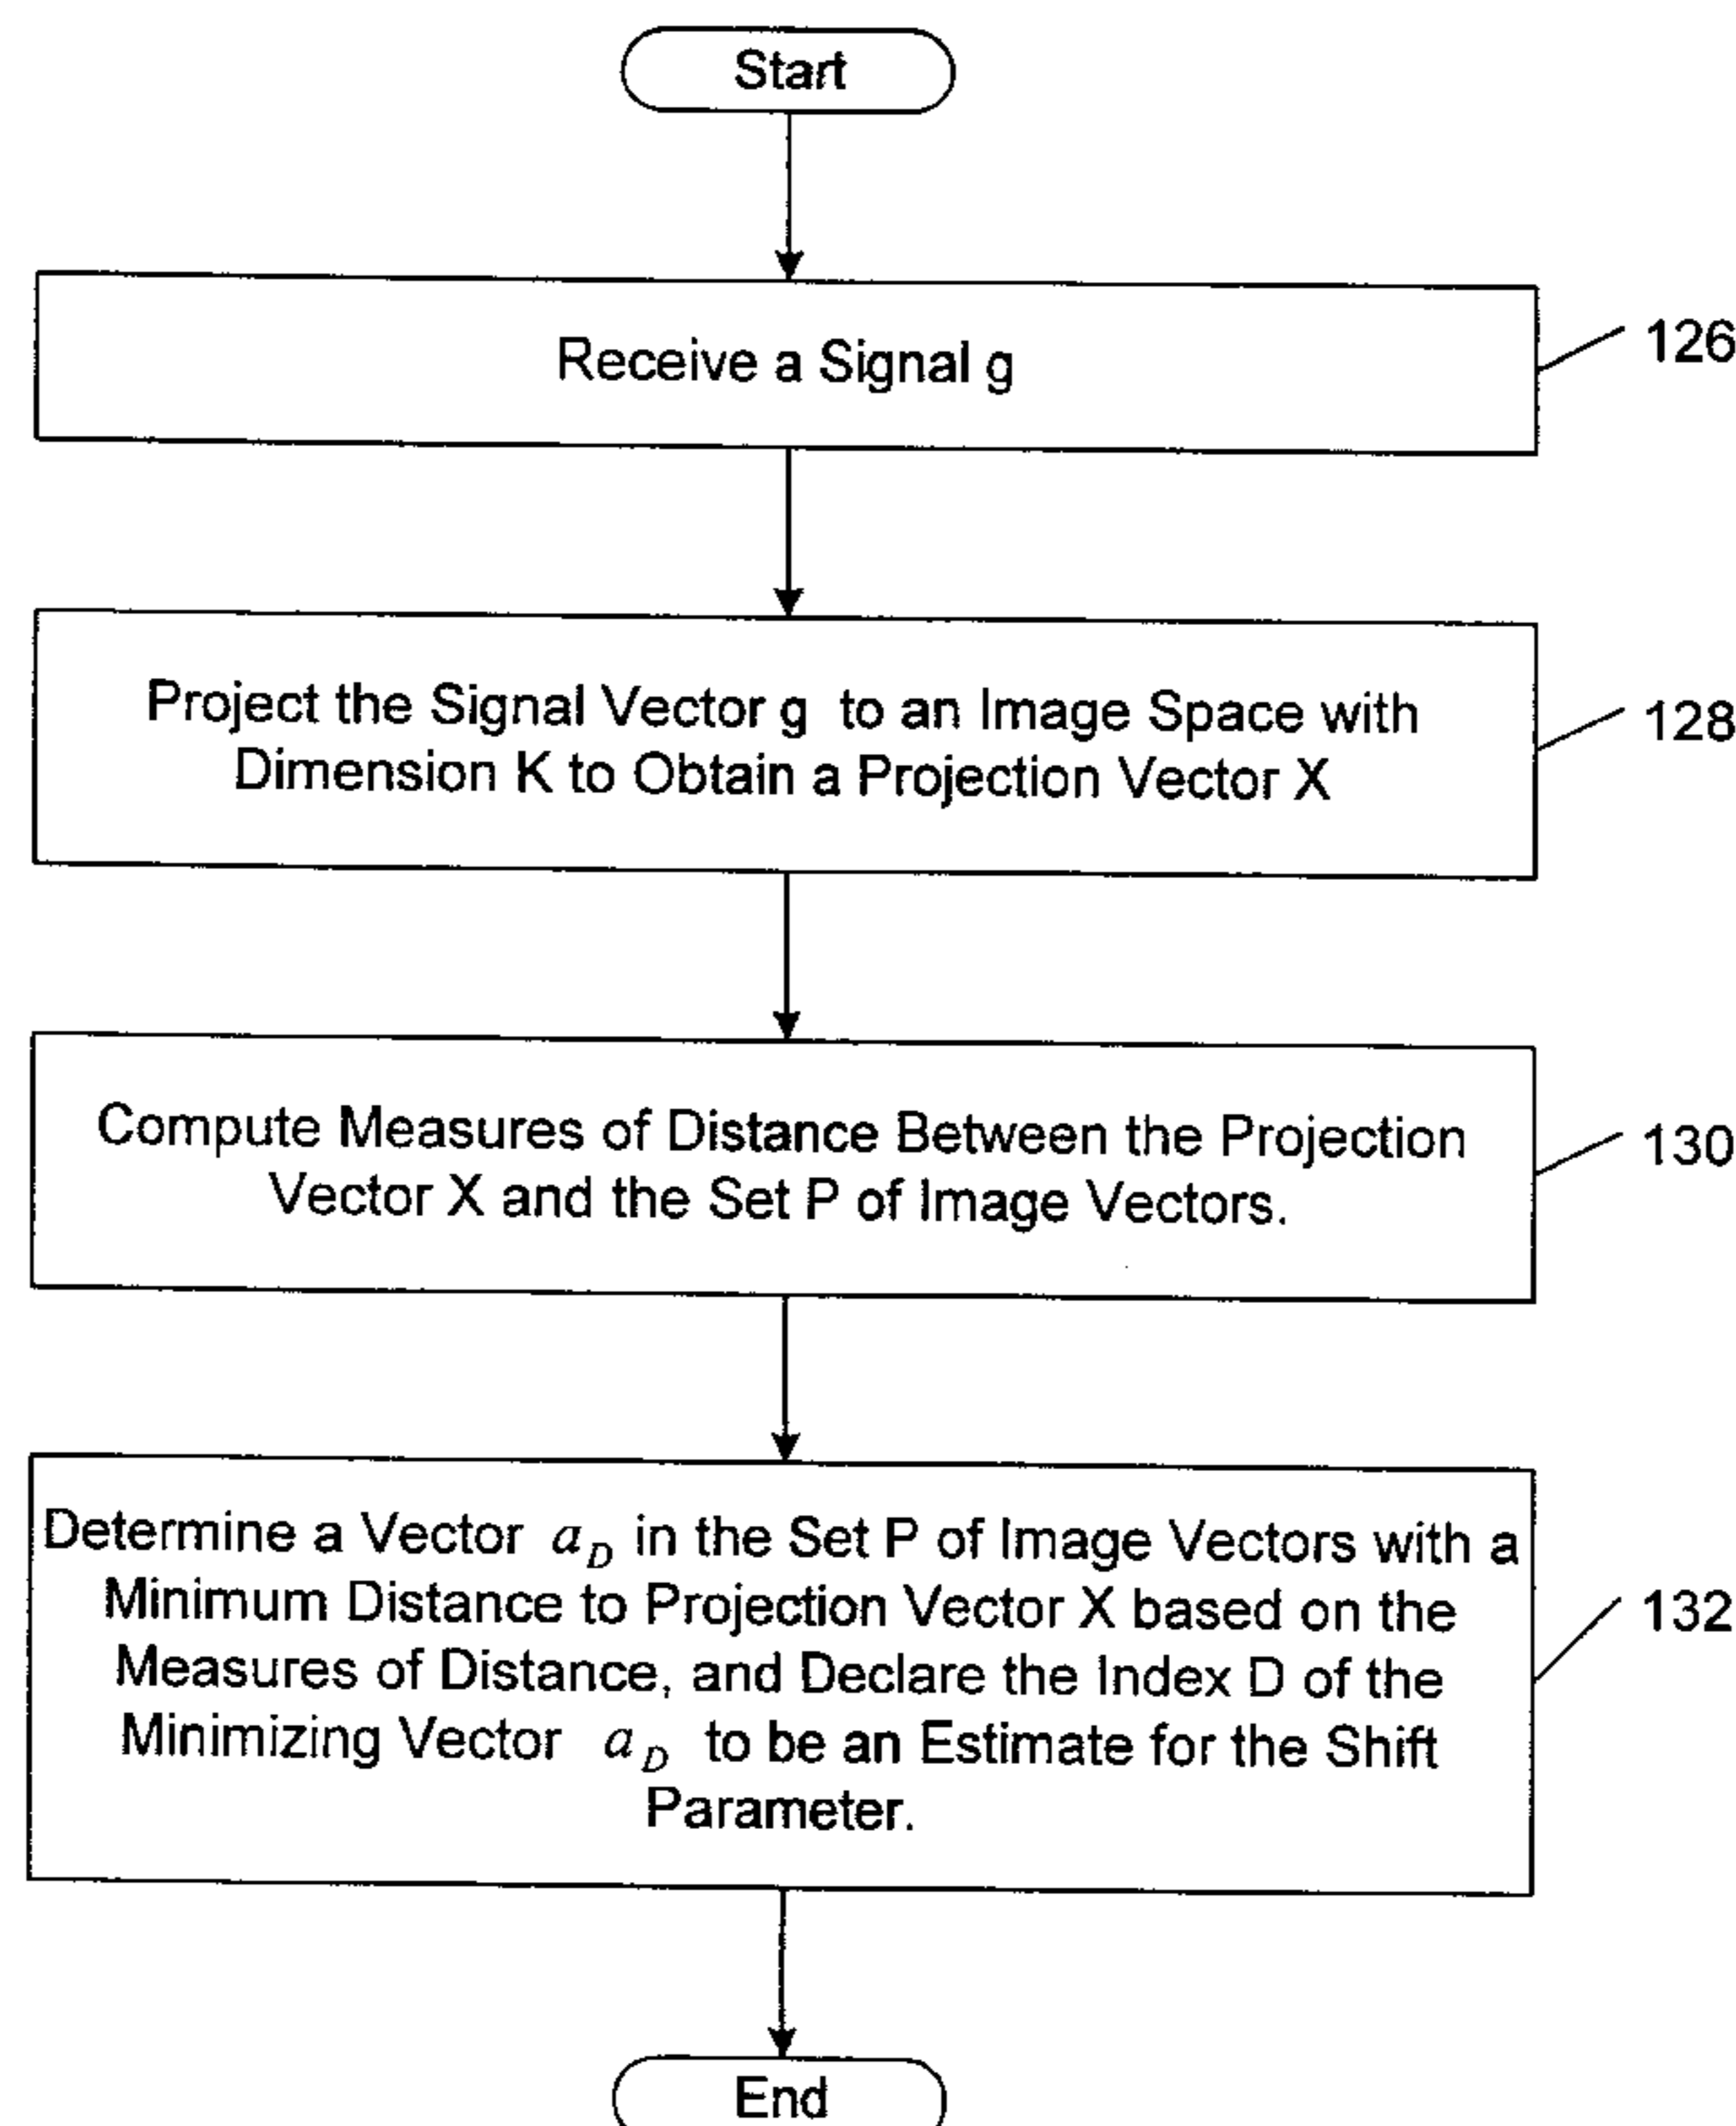 Start
Receive a Signal g
126
Project the Signal Vector g to an Image Space with
Dimension K to Obtain a Projection Vector X
128
Compute Measures of Distance Between the Projection
Vector X and the Set P of Image Vectors.
130
Determine a Vector a_D in the Set P of Image Vectors with a
Minimum Distance to Projection Vector X based on the
Measures of Distance, and Declare the Index D of the
Minimizing Vector a_D to be an Estimate for the Shift
Parameter.
132
End